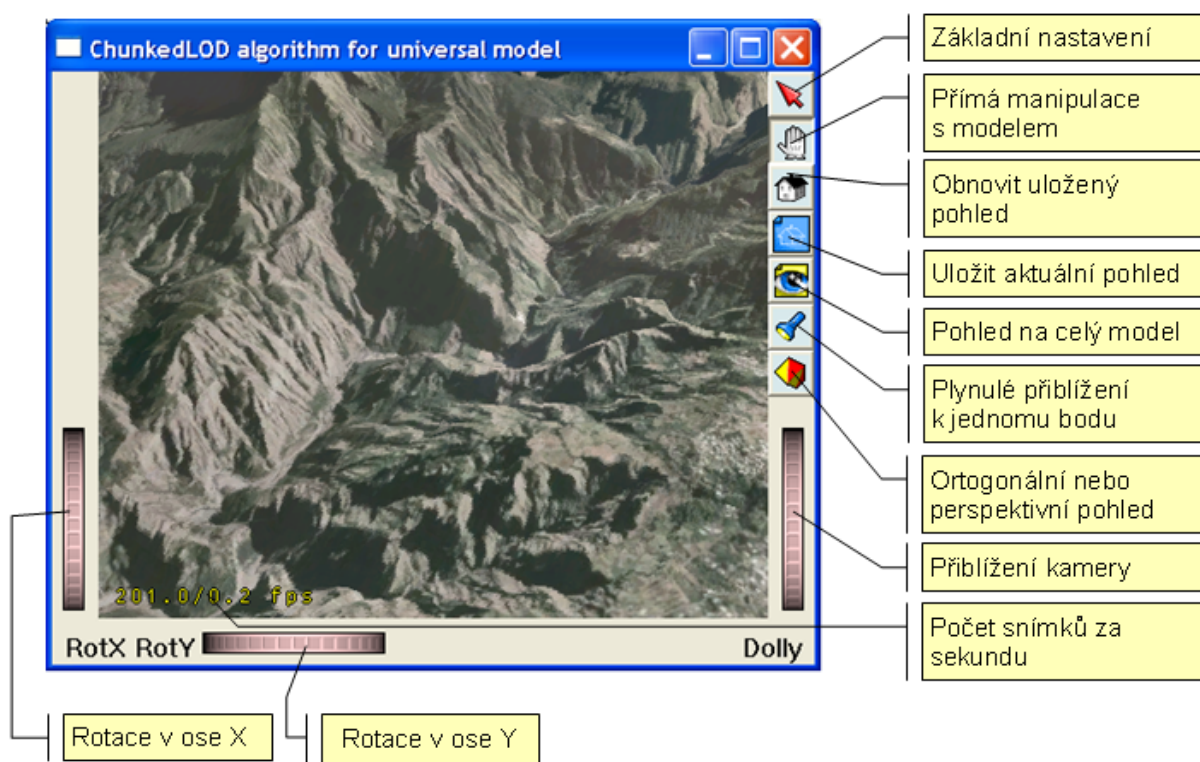 ChunkedLOD algorithm for universal model
Základní nastavení
Přímá manipulace
s modelem
Obnovit uložený
pohled
Uložit aktuální pohled
Pohled na celý model
Plynulé přiblížení
k jednomu bodu
Ortogonální nebo
perspektivní pohled
Přiblížení kamery
Počet snímků za
sekundu
201.0/0.2 fps
RotX RotY
Dolly
Rotace v ose X
Rotace v ose Y